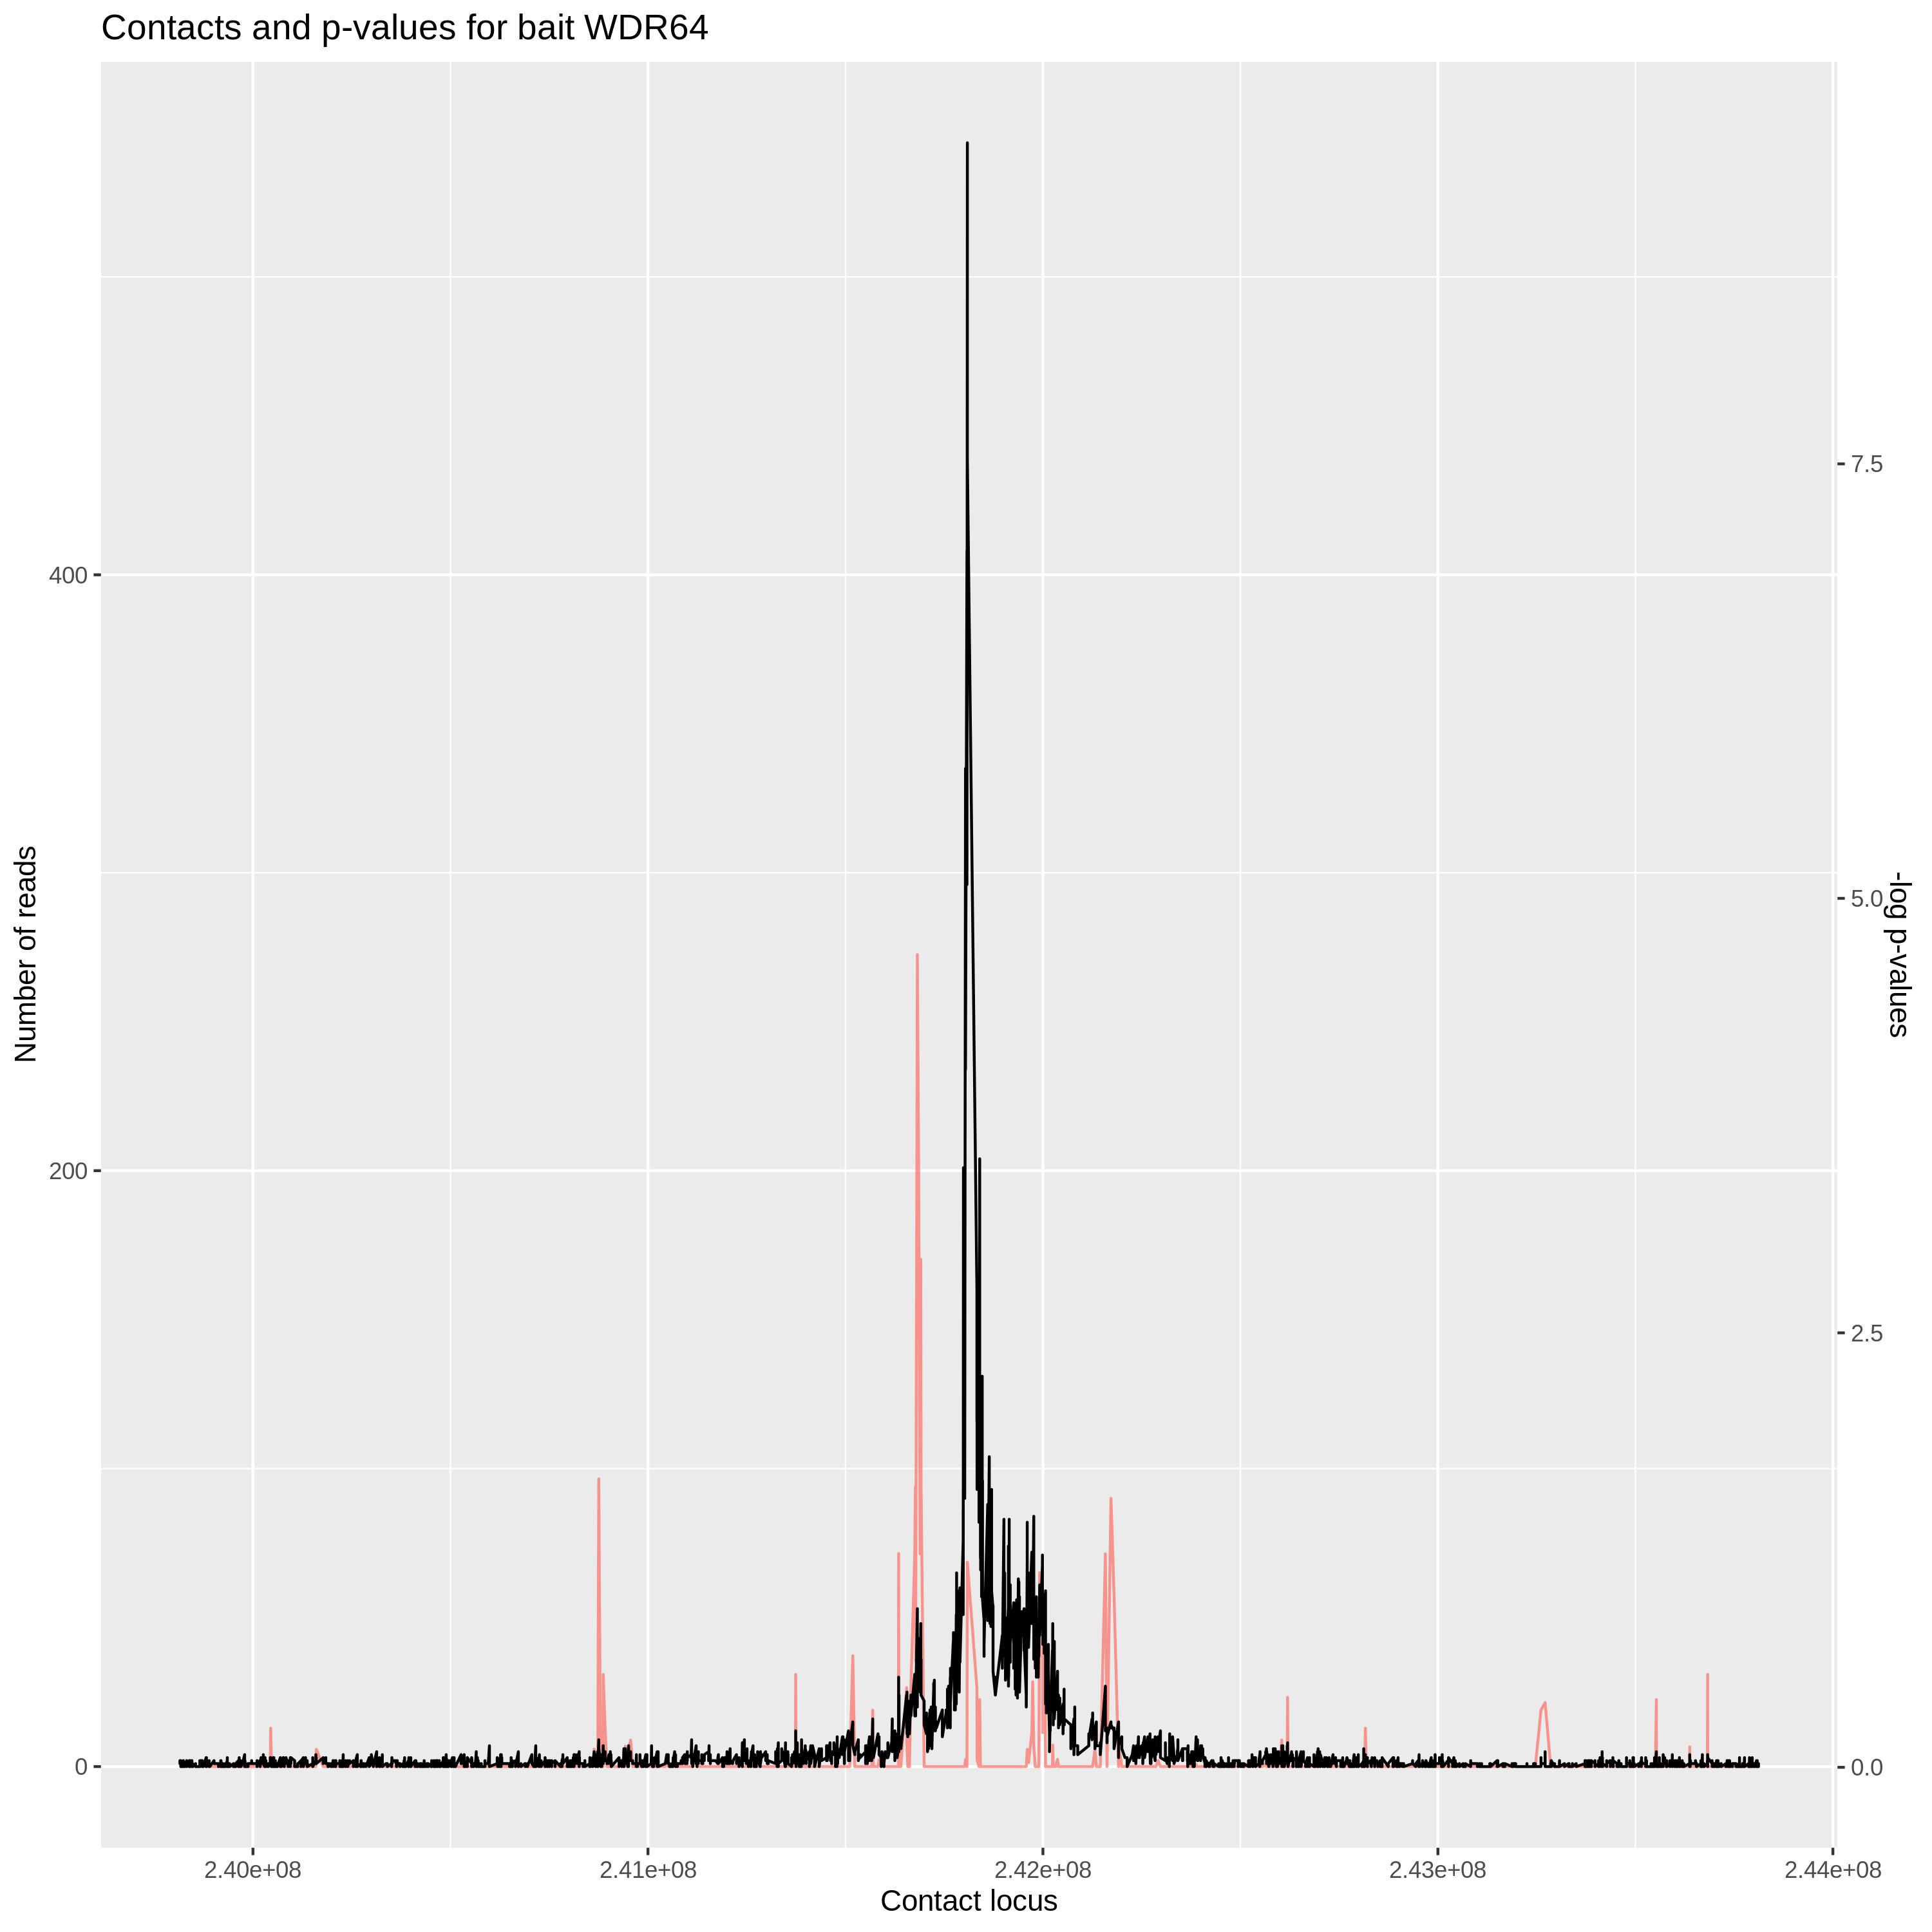 Contacts and p-values for bait WDR64
Number of reads
400
200
0
7.5
5.0
2.5
0.0
-log p-values
2.40e+08 2.41e+08 2.42e+08 2.43e+08 2.44e+08
Contact locus